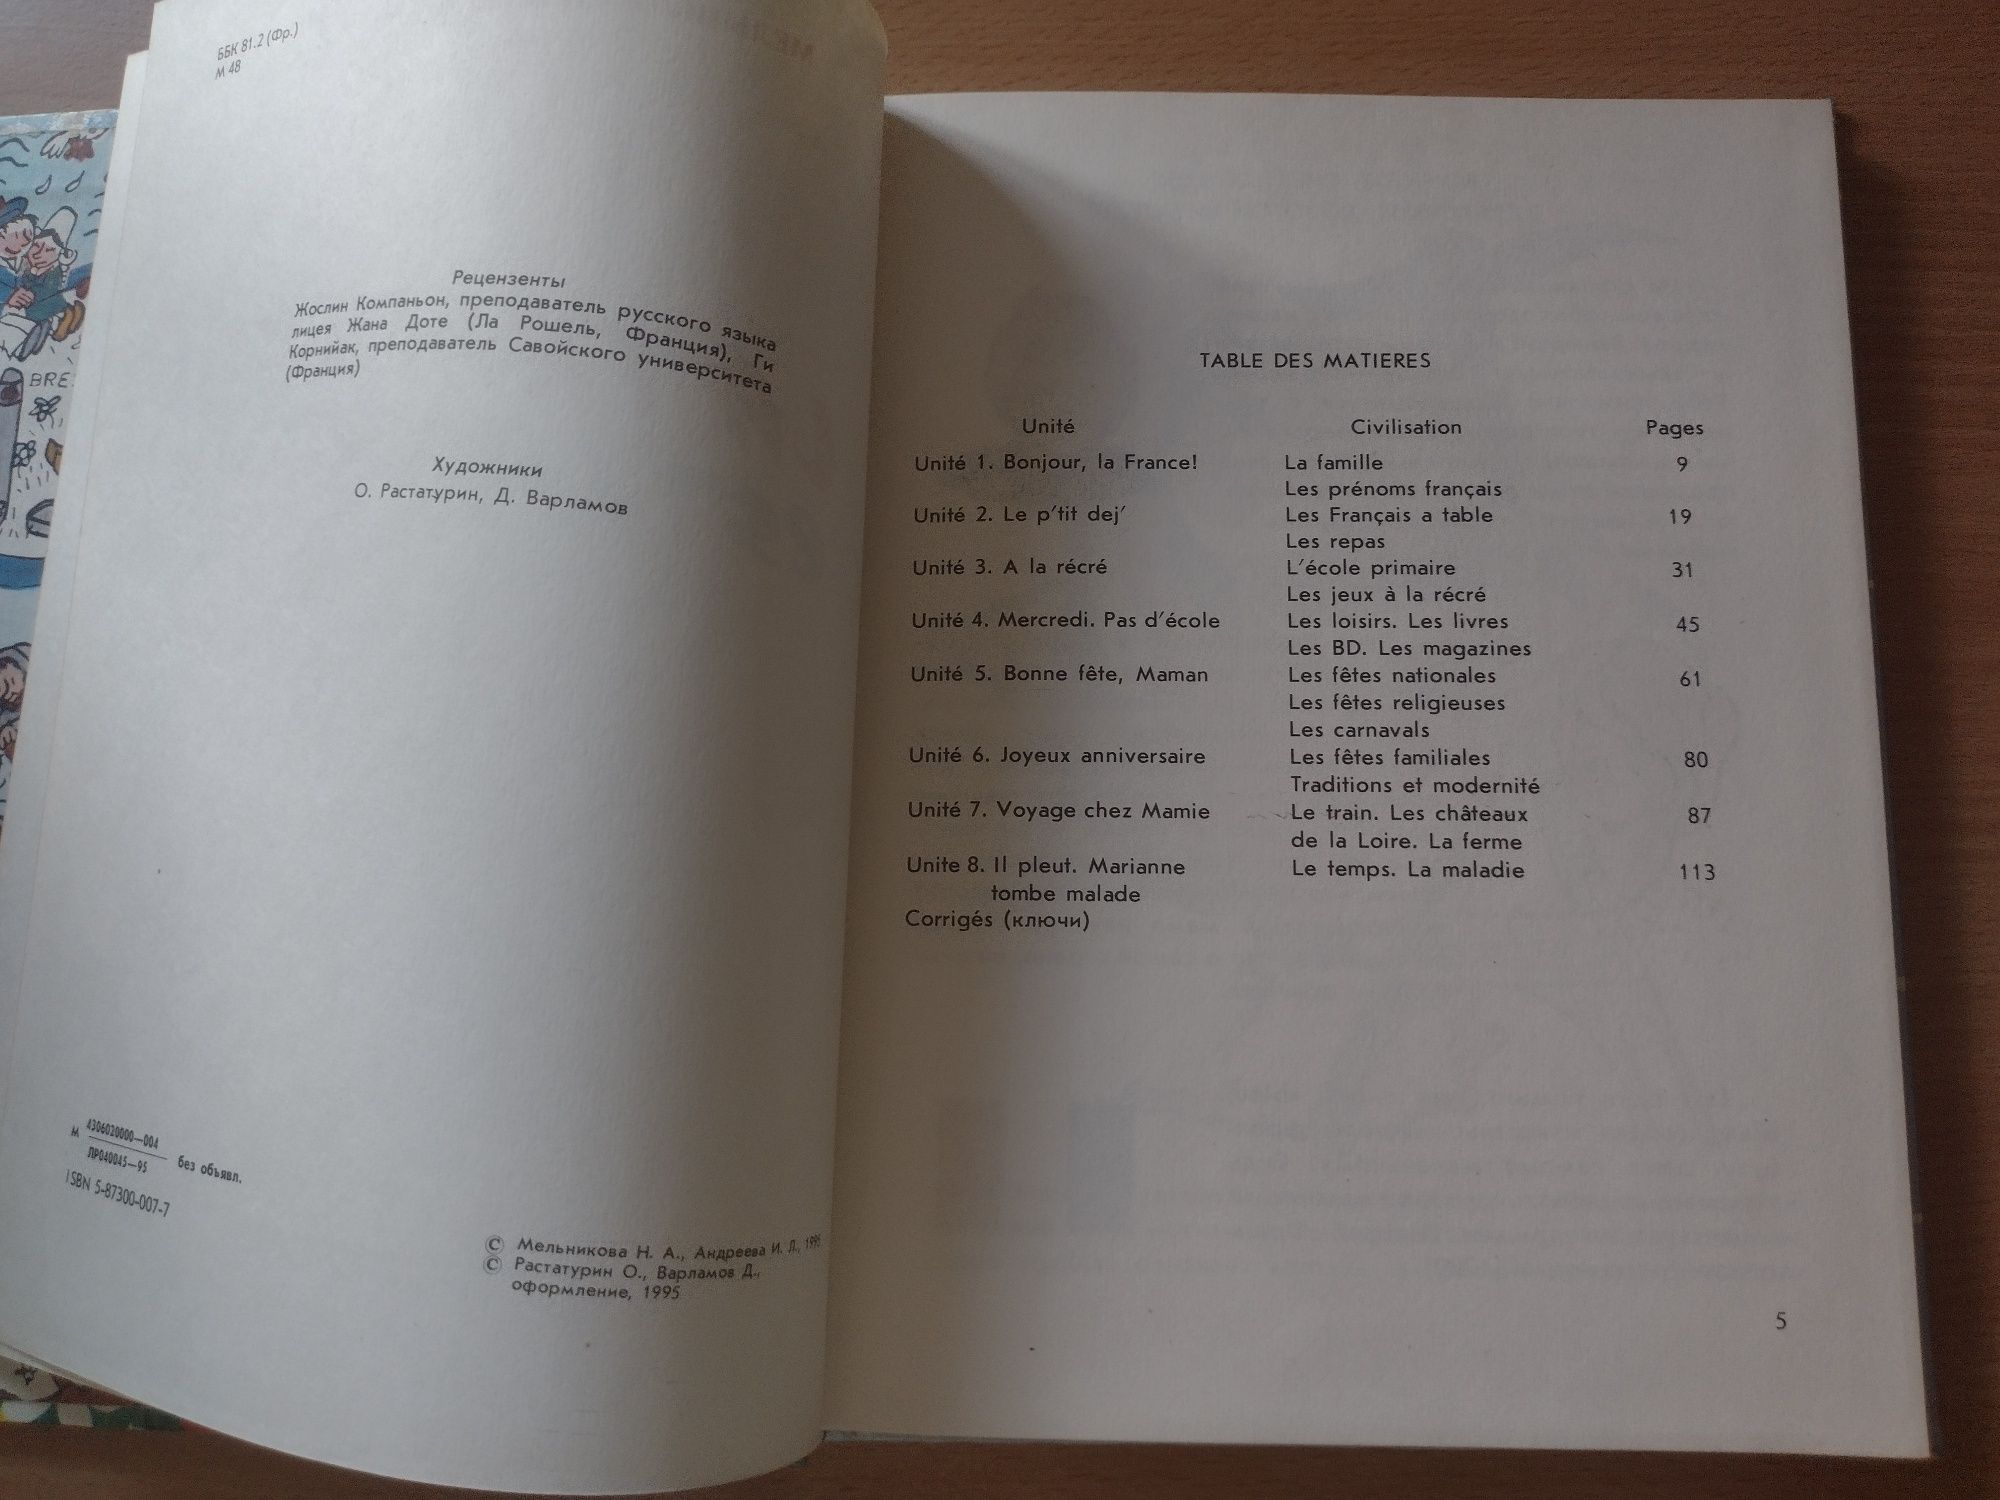 ББК 81.2 (Фр.)
М 48
Рецензенты
Жослин Компаньон, преподаватель русского языка
лицея Жана Доте (Ла Рошель, Франция), Ги
Корнийак, преподаватель Савойского университета
(Франция)
Художники
О. Растатурин, Д. Варламов
М 4306020000—004
ЛР040045—95 без объявл.
ISBN 5-87300-007-7
© Мельникова Н. А., Андреева И. Л., 1995
© Растатурин О., Варламов Д.,
оформление, 1995
BRE
TABLE DES MATIERES
Unité Civilisation Pages
Unité 1. Bonjour, la France! La famille 9
Les prénoms français
Unité 2. Le p'tit dej' Les Français a table 19
Les repas
Unité 3. A la récré L'école primaire 31
Les jeux à la récré
Unité 4. Mercredi. Pas d'école Les loisirs. Les livres 45
Les BD. Les magazines
Unité 5. Bonne fête, Maman Les fêtes nationales 61
Les fêtes religieuses
Les carnavals
Unité 6. Joyeux anniversaire Les fêtes familiales 80
Traditions et modernité
Unité 7. Voyage chez Mamie Le train. Les châteaux 87
de la Loire. La ferme
Unite 8. Il pleut. Marianne Le temps. La maladie 113
tombe malade
Corrigés (ключи)
5